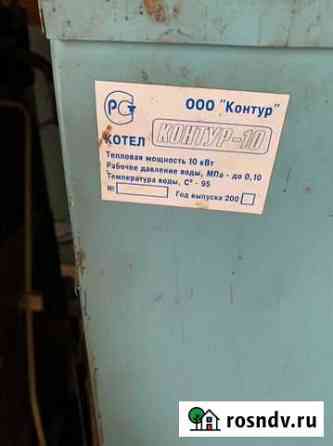 РСТ
ООО "Контур"
КОТЕЛ КОНТУР-10
Тепловая мощность 10 кВт
Рабочее давление воды, МПа - до 0,10
Температура воды, С° - 95
№ Год выпуска 200
rosndv.ru